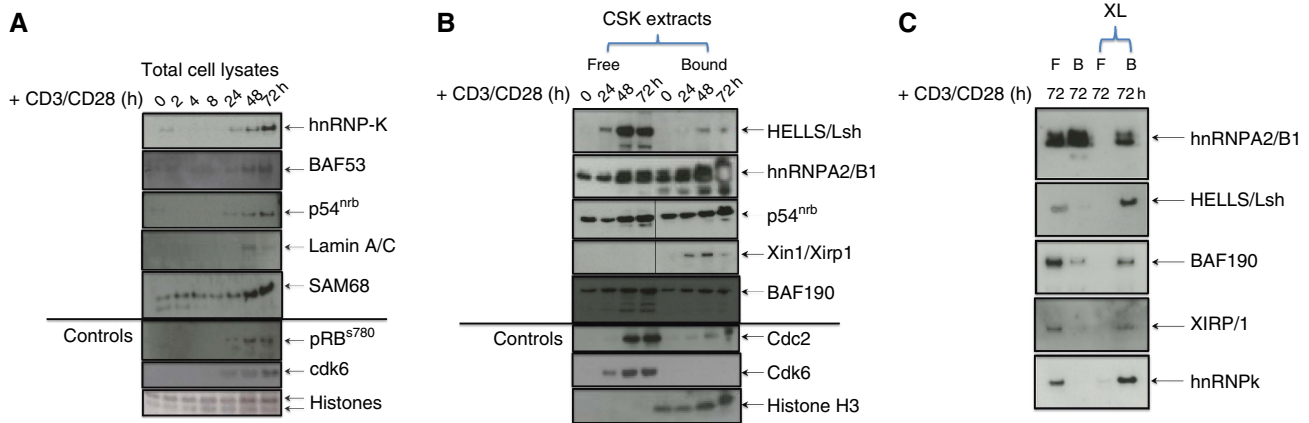 A
Total cell lysates
+ CD3/CD28 (h) 0 2 4 8 24 48 72 h
hnRNP-K
BAF53
p54nrb
Lamin A/C
SAM68
Controls
pRBs780
cdk6
Histones
B
CSK extracts
Free Bound
+ CD3/CD28 (h) 0 24 48 72 h 0 24 48 72 h
HELLS/Lsh
hnRNPA2/B1
p54nrb
Xin1/Xirp1
BAF190
Controls
Cdc2
Cdk6
Histone H3
C
XL
F B F B
+ CD3/CD28 (h) 72 72 72 72 h
hnRNPA2/B1
HELLS/Lsh
BAF190
XIRP/1
hnRNPk